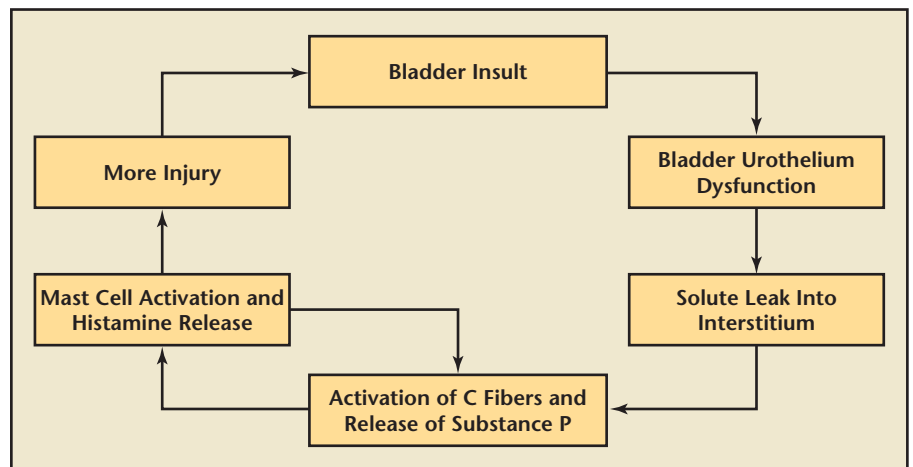 Bladder Insult
More Injury
Bladder Urothelium
Dysfunction
Mast Cell Activation and
Histamine Release
Solute Leak Into
Interstitium
Activation of C Fibers and
Release of Substance P